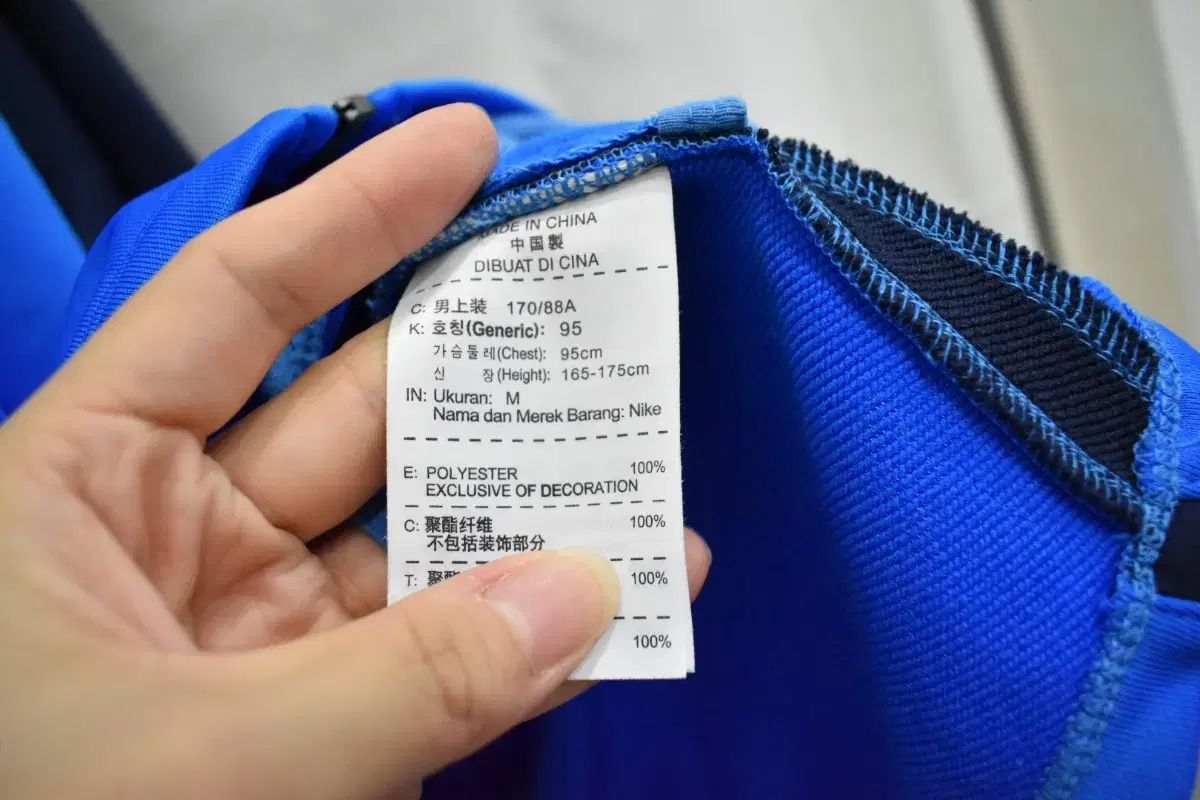 MADE IN CHINA
中国製
DIBUAT DI CINA
C: 男上装 170/88A
K: 호칭(Generic): 95
가슴둘레(Chest): 95cm
신 장(Height): 165-175cm
IN: Ukuran: M
Nama dan Merek Barang: Nike
E: POLYESTER 100%
EXCLUSIVE OF DECORATION
C: 聚酯纤维 100%
不包括装饰部分
T: 聚 100%
100%